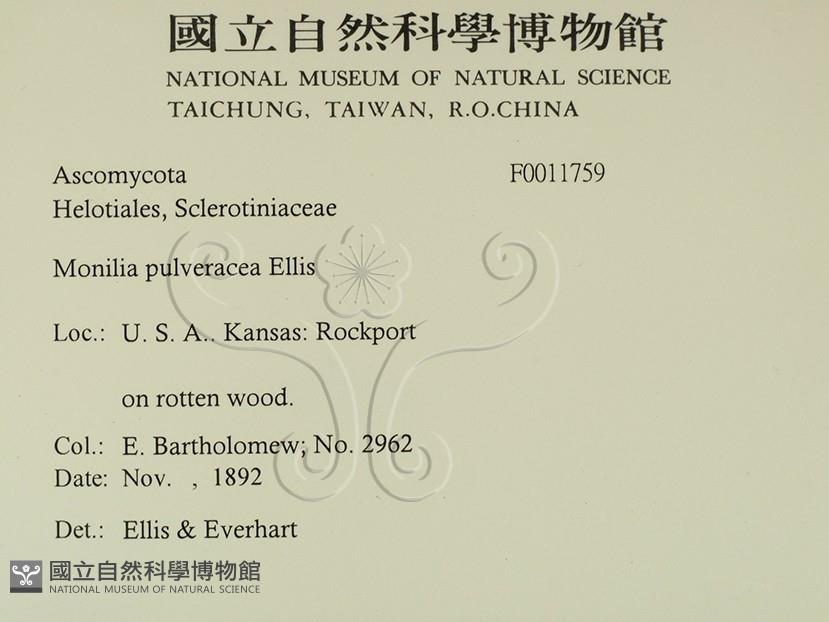 國立自然科學博物館
NATIONAL MUSEUM OF NATURAL SCIENCE
TAICHUNG, TAIWAN, R.O.CHINA
Ascomycota F0011759
Helotiales, Sclerotiniaceae
Monilia pulveracea Ellis
Loc.: U. S. A.. Kansas: Rockport
on rotten wood.
Col.: E. Bartholomew; No. 2962
Date: Nov. , 1892
Det.: Ellis & Everhart
國立自然科學博物館
NATIONAL MUSEUM OF NATURAL SCIENCE